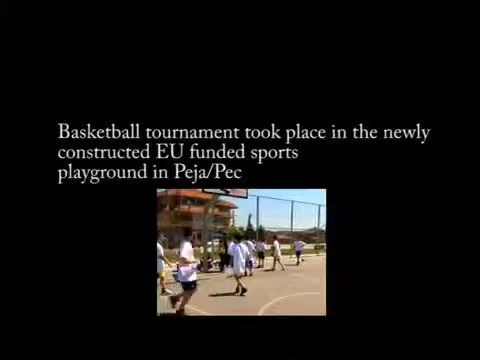 Basketball tournament took place in the newly
constructed EU funded sports
playground in Peja/Pec